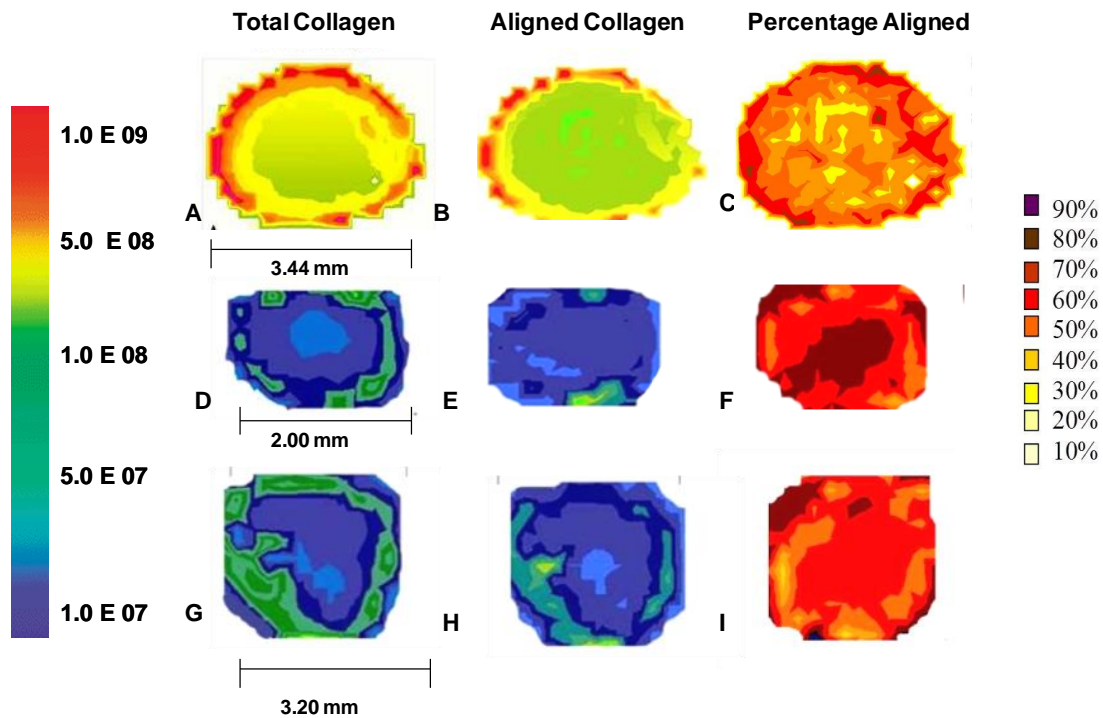 Total Collagen Aligned Collagen Percentage Aligned
1.0 E 09
5.0 E 08
1.0 E 08
5.0 E 07
1.0 E 07
A B C
3.44 mm
D E F
2.00 mm
G H I
3.20 mm
90%
80%
70%
60%
50%
40%
30%
20%
10%